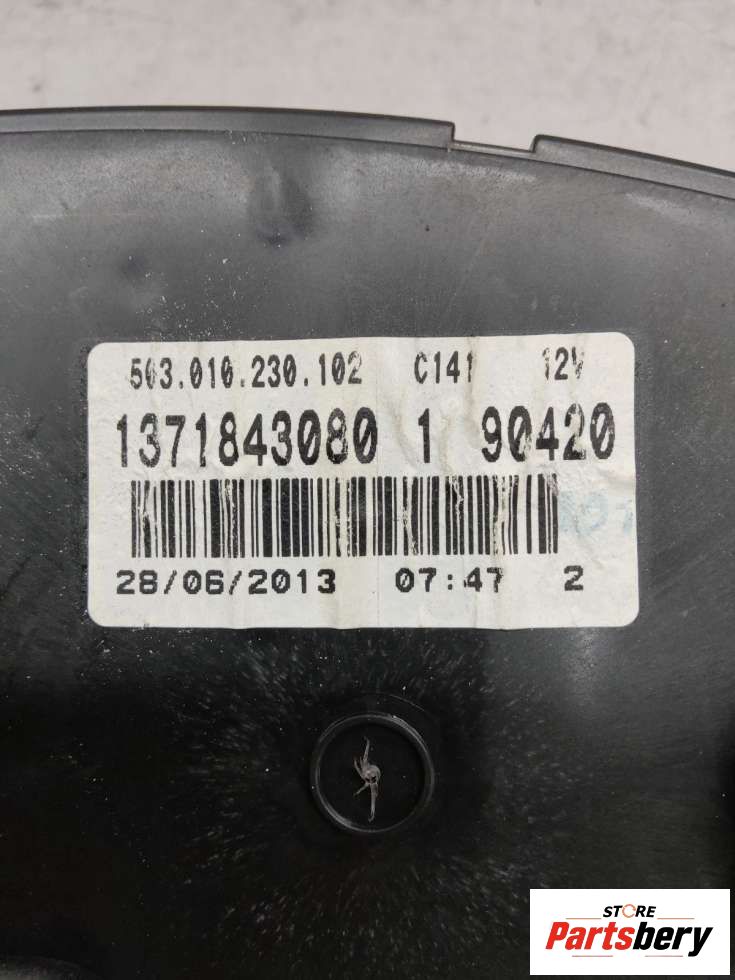 503.010.230.102 C141 12V
1371843080 1 90420
28/06/2013 07:47 2
STORE
Partsbery